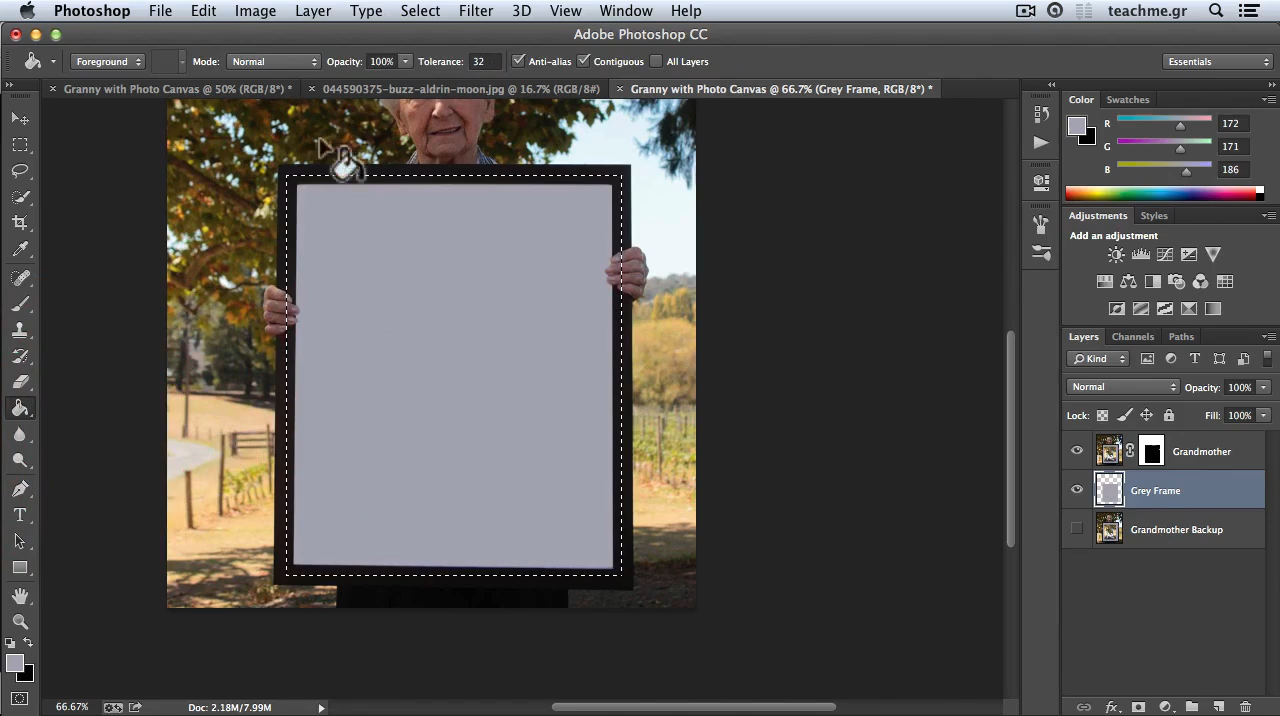 Photoshop File Edit Image Layer Type Select Filter 3D View Window Help teachme.gr
Adobe Photoshop CC
Foreground Mode: Normal Opacity: 100% Tolerance: 32 Anti-alias Contiguous All Layers Essentials
Granny with Photo Canvas @ 50% (RGB/8*) * 044590375-buzz-aldrin-moon.jpg @ 16.7% (RGB/8#) Granny with Photo Canvas @ 66.7% (Grey Frame, RGB/8*) *
Color Swatches
R 172
G 171
B 186
Adjustments Styles
Add an adjustment
Layers Channels Paths
Kind
Normal Opacity: 100%
Lock: Fill: 100%
Grandmother
Grey Frame
Grandmother Backup
66.67% Doc: 2.18M/7.99M